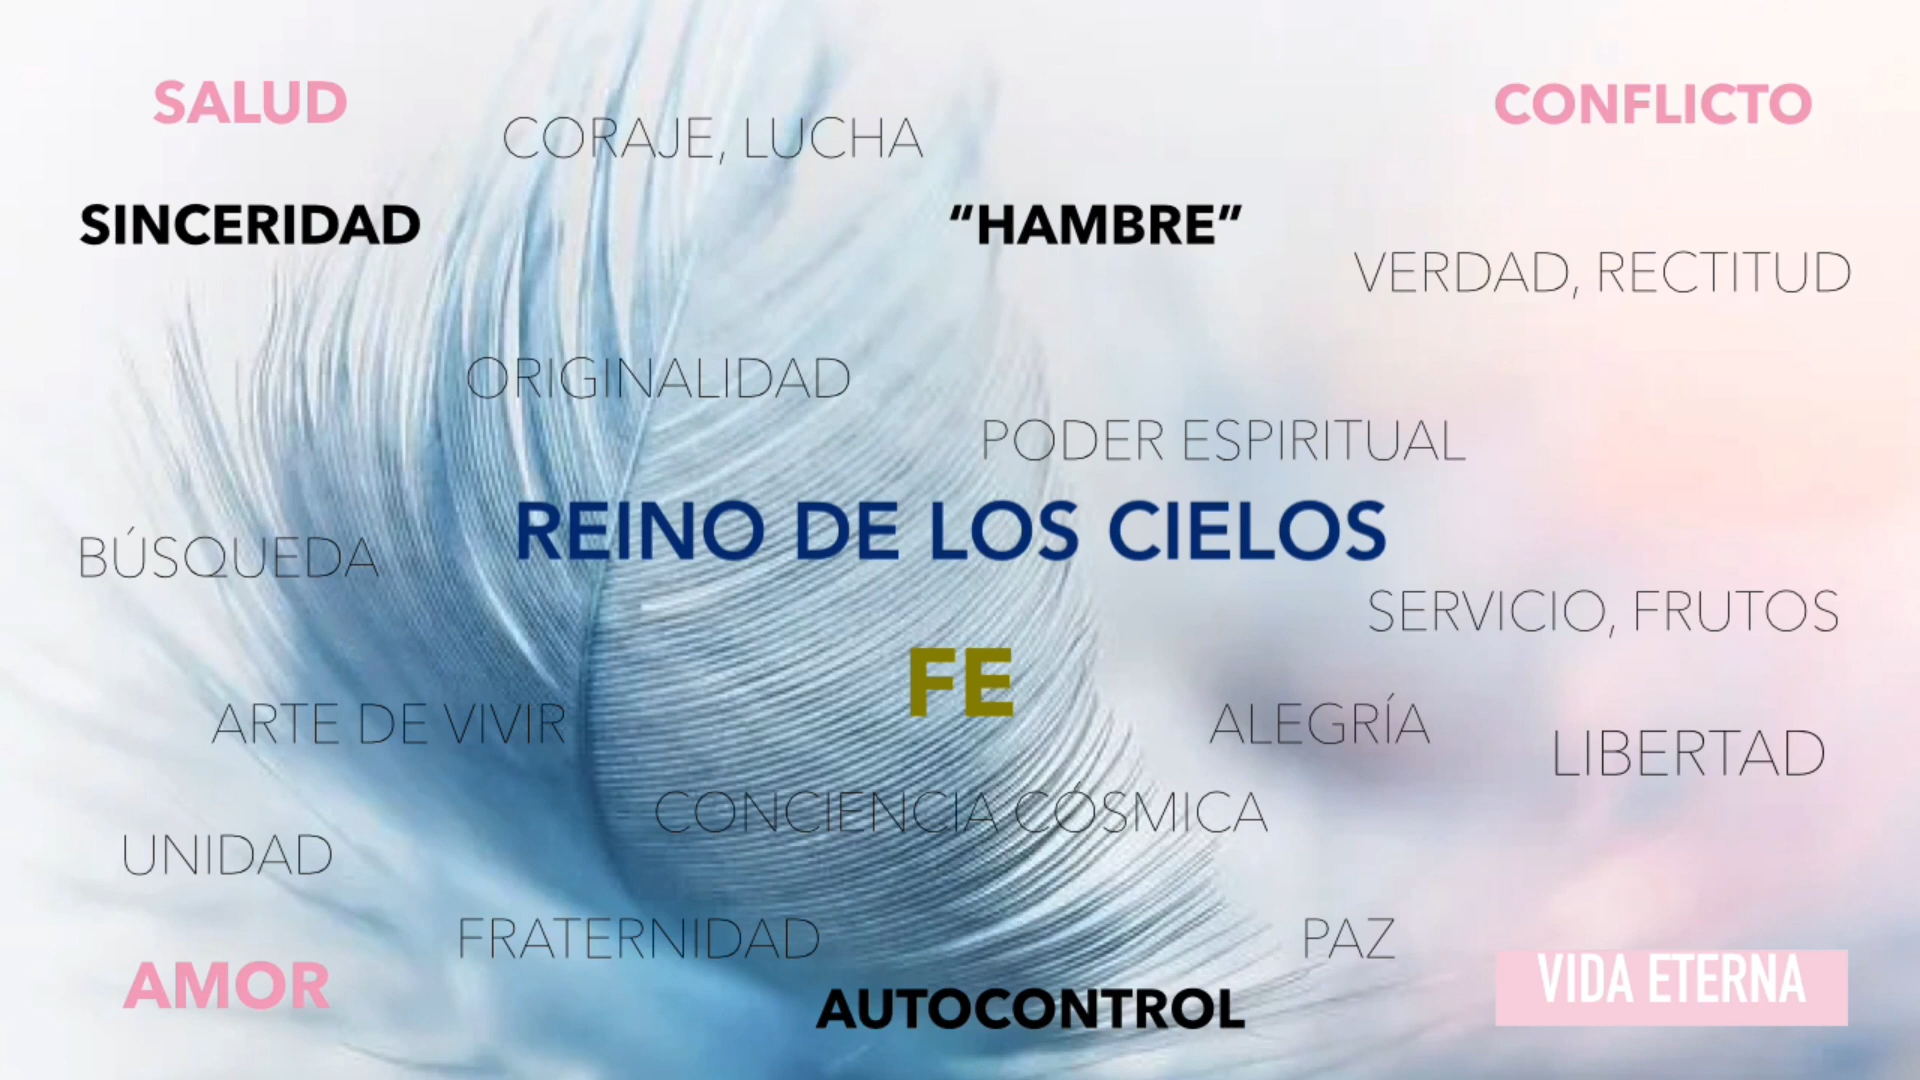 SALUD
CONFLICTO
CORAJE, LUCHA
SINCERIDAD
“HAMBRE”
VERDAD, RECTITUD
ORIGINALIDAD
PODER ESPIRITUAL
REINO DE LOS CIELOS
BÚSQUEDA
SERVICIO, FRUTOS
FE
ARTE DE VIVIR
ALEGRÍA
LIBERTAD
CONCIENCIA CÓSMICA
UNIDAD
FRATERNIDAD
PAZ
AMOR
VIDA ETERNA
AUTOCONTROL